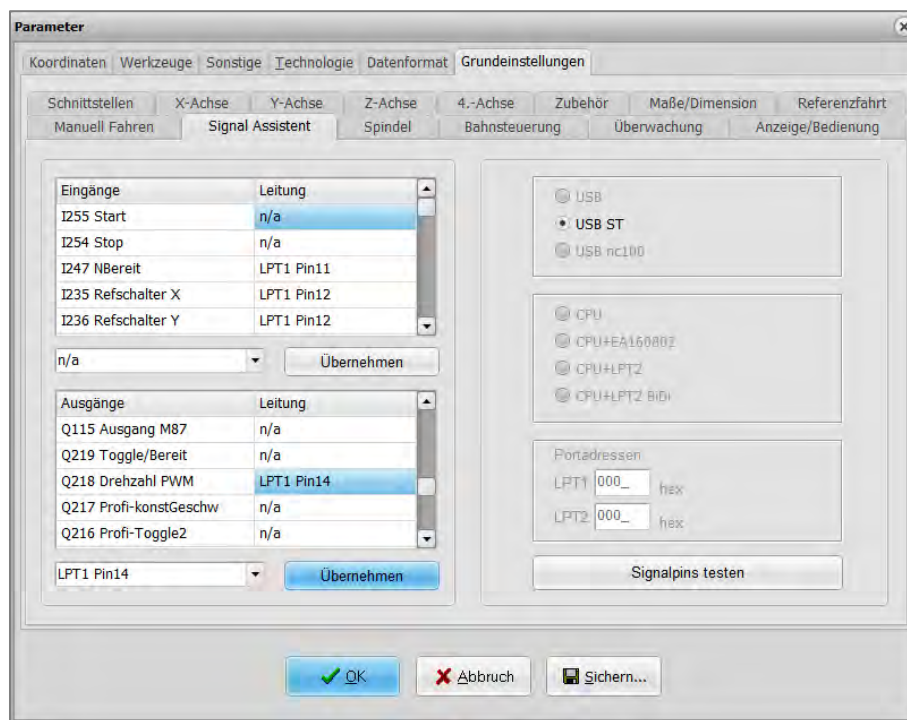 Parameter
Koordinaten Werkzeuge Sonstige Technologie Datenformat Grundeinstellungen
Schnittstellen X-Achse Y-Achse Z-Achse 4.-Achse Zubehör Maße/Dimension Referenzfahrt
Manuell Fahren Signal Assistent Spindel Bahnsteuerung Überwachung Anzeige/Bedienung
Eingänge Leitung
I255 Start n/a
I254 Stop n/a
I247 NBereit LPT1 Pin11
I235 Refschalter X LPT1 Pin12
I236 Refschalter Y LPT1 Pin12
n/a Übernehmen
Ausgänge Leitung
Q115 Ausgang M87 n/a
Q219 Toggle/Bereit n/a
Q218 Drehzahl PWM LPT1 Pin14
Q217 Profi-konstGeschw n/a
Q216 Profi-Toggle2 n/a
LPT1 Pin14 Übernehmen
USB
USB ST
USB nc100
CPU
CPU+EA160802
CPU+LPT2
CPU+LPT2 BiDi
Portadressen
LPT1 000_ hex
LPT2 000_ hex
Signalpins testen
OK Abbruch Sichern...